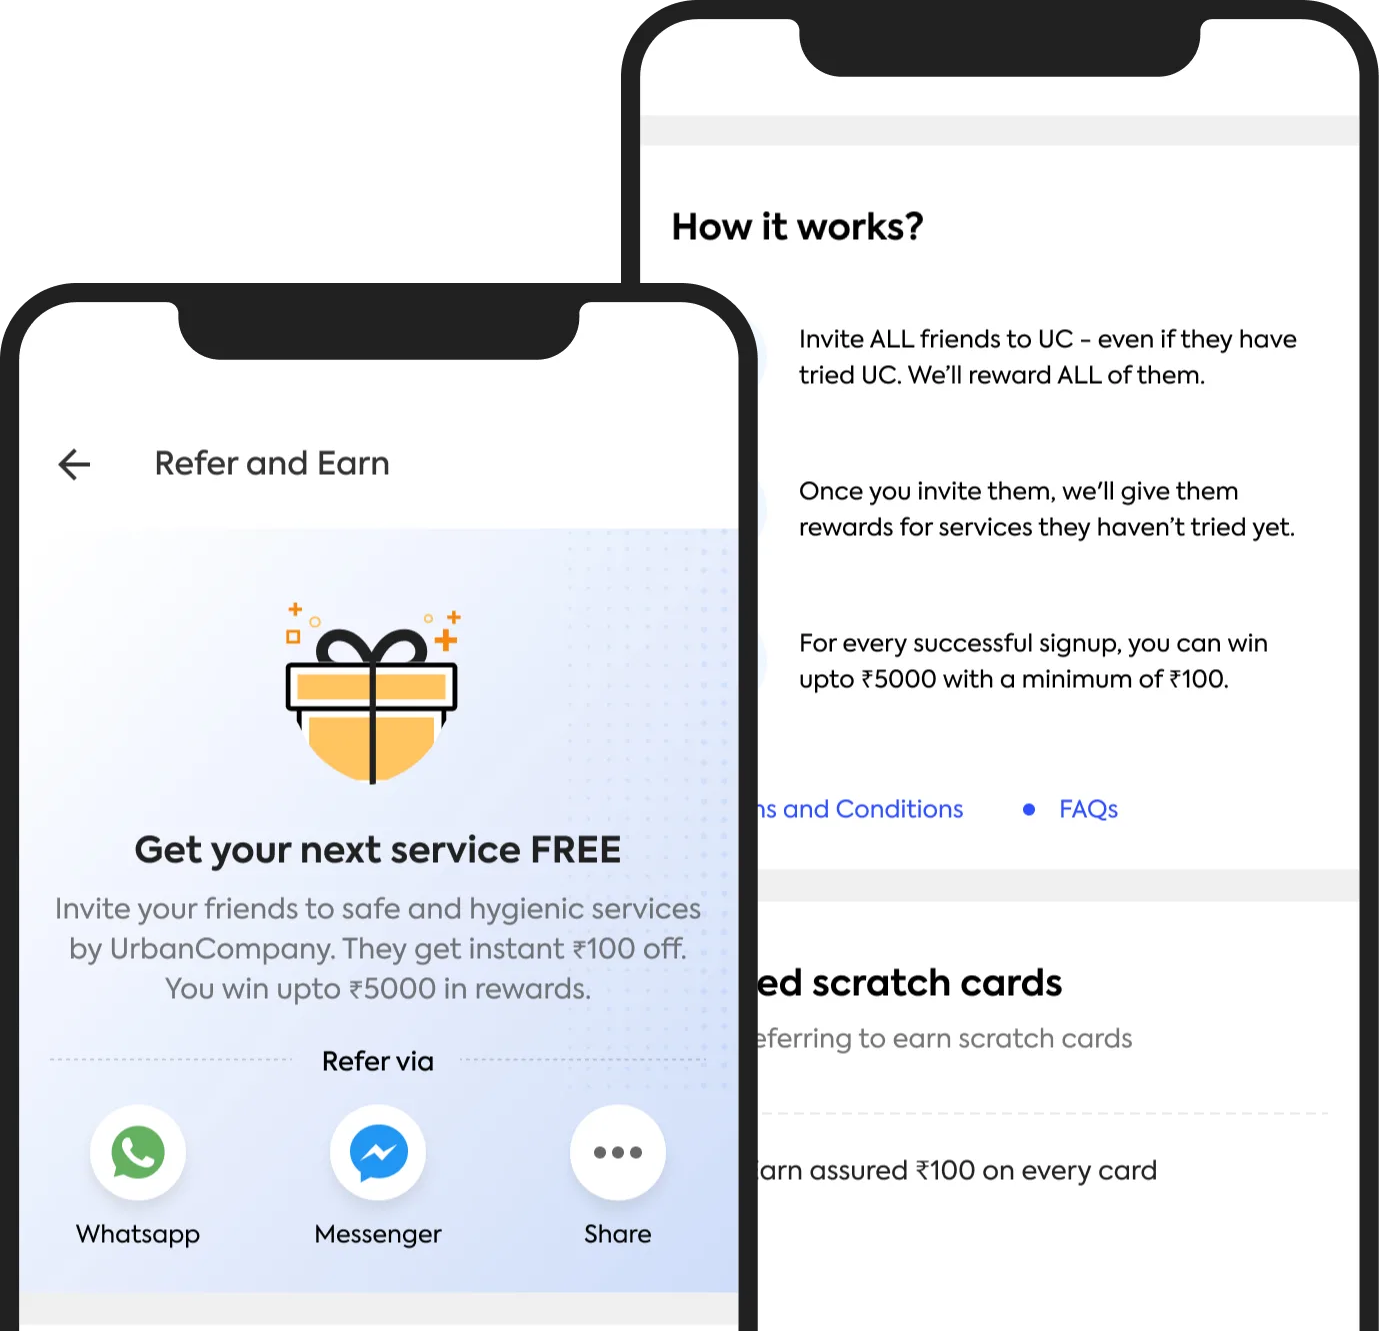 How it works?
Invite ALL friends to UC - even if they have
tried UC. We’ll reward ALL of them.
Once you invite them, we'll give them
rewards for services they haven’t tried yet.
For every successful signup, you can win
upto ₹5000 with a minimum of ₹100.
and Conditions
FAQs
scratch cards
to earn scratch cards
assured ₹100 on every card
Refer and Earn
Get your next service FREE
Invite your friends to safe and hygienic services
by UrbanCompany. They get instant ₹100 off.
You win upto ₹5000 in rewards.
Refer via
Whatsapp
Messenger
Share